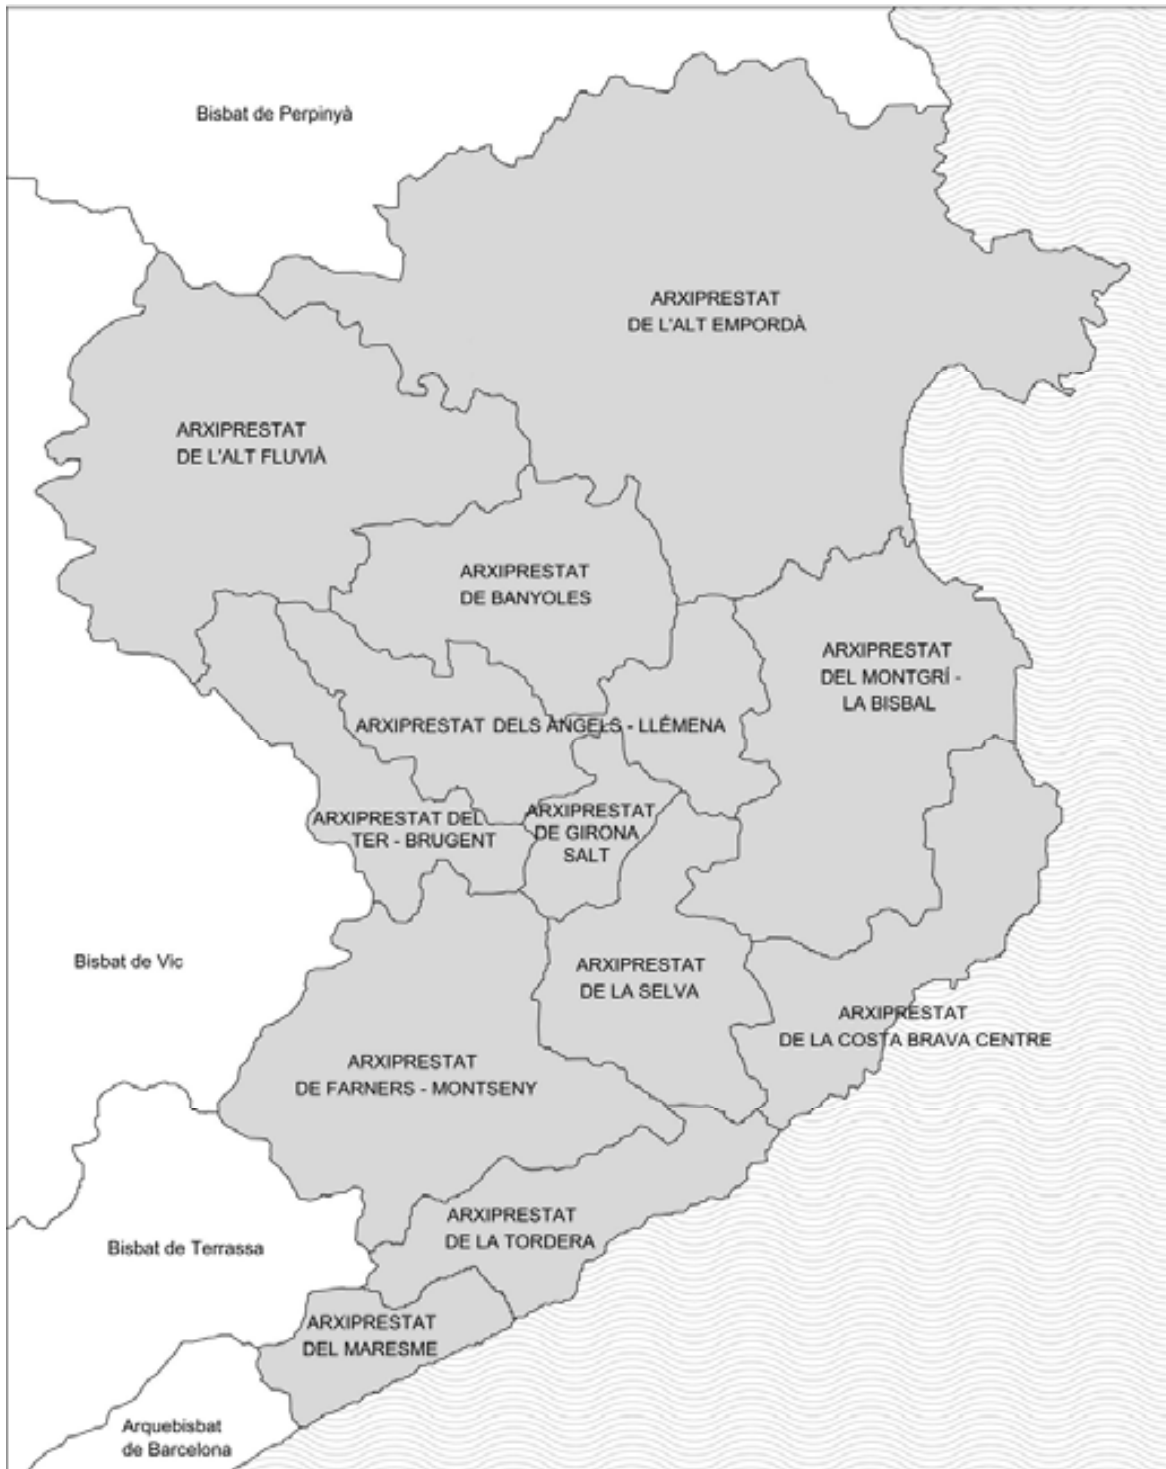 Bisbat de Perpinyà
ARXIPRESTAT
DE L'ALT EMPORDÀ
ARXIPRESTAT
DE L'ALT FLUVIÀ
ARXIPRESTAT
DE BANYOLES
ARXIPRESTAT
DEL MONTGRÍ -
LA BISBAL
ARXIPRESTAT DELS ÀNGELS - LLÉMENA
ARXIPRESTAT DEL
TER - BRUGENT
ARXIPRESTAT
DE GIRONA
SALT
Bisbat de Vic
ARXIPRESTAT
DE LA SELVA
ARXIPRESTAT
DE LA COSTA BRAVA CENTRE
ARXIPRESTAT
DE FARNERS - MONTSENY
ARXIPRESTAT
DE LA TORDERA
Bisbat de Terrassa
ARXIPRESTAT
DEL MARESME
Arquebisbat
de Barcelona